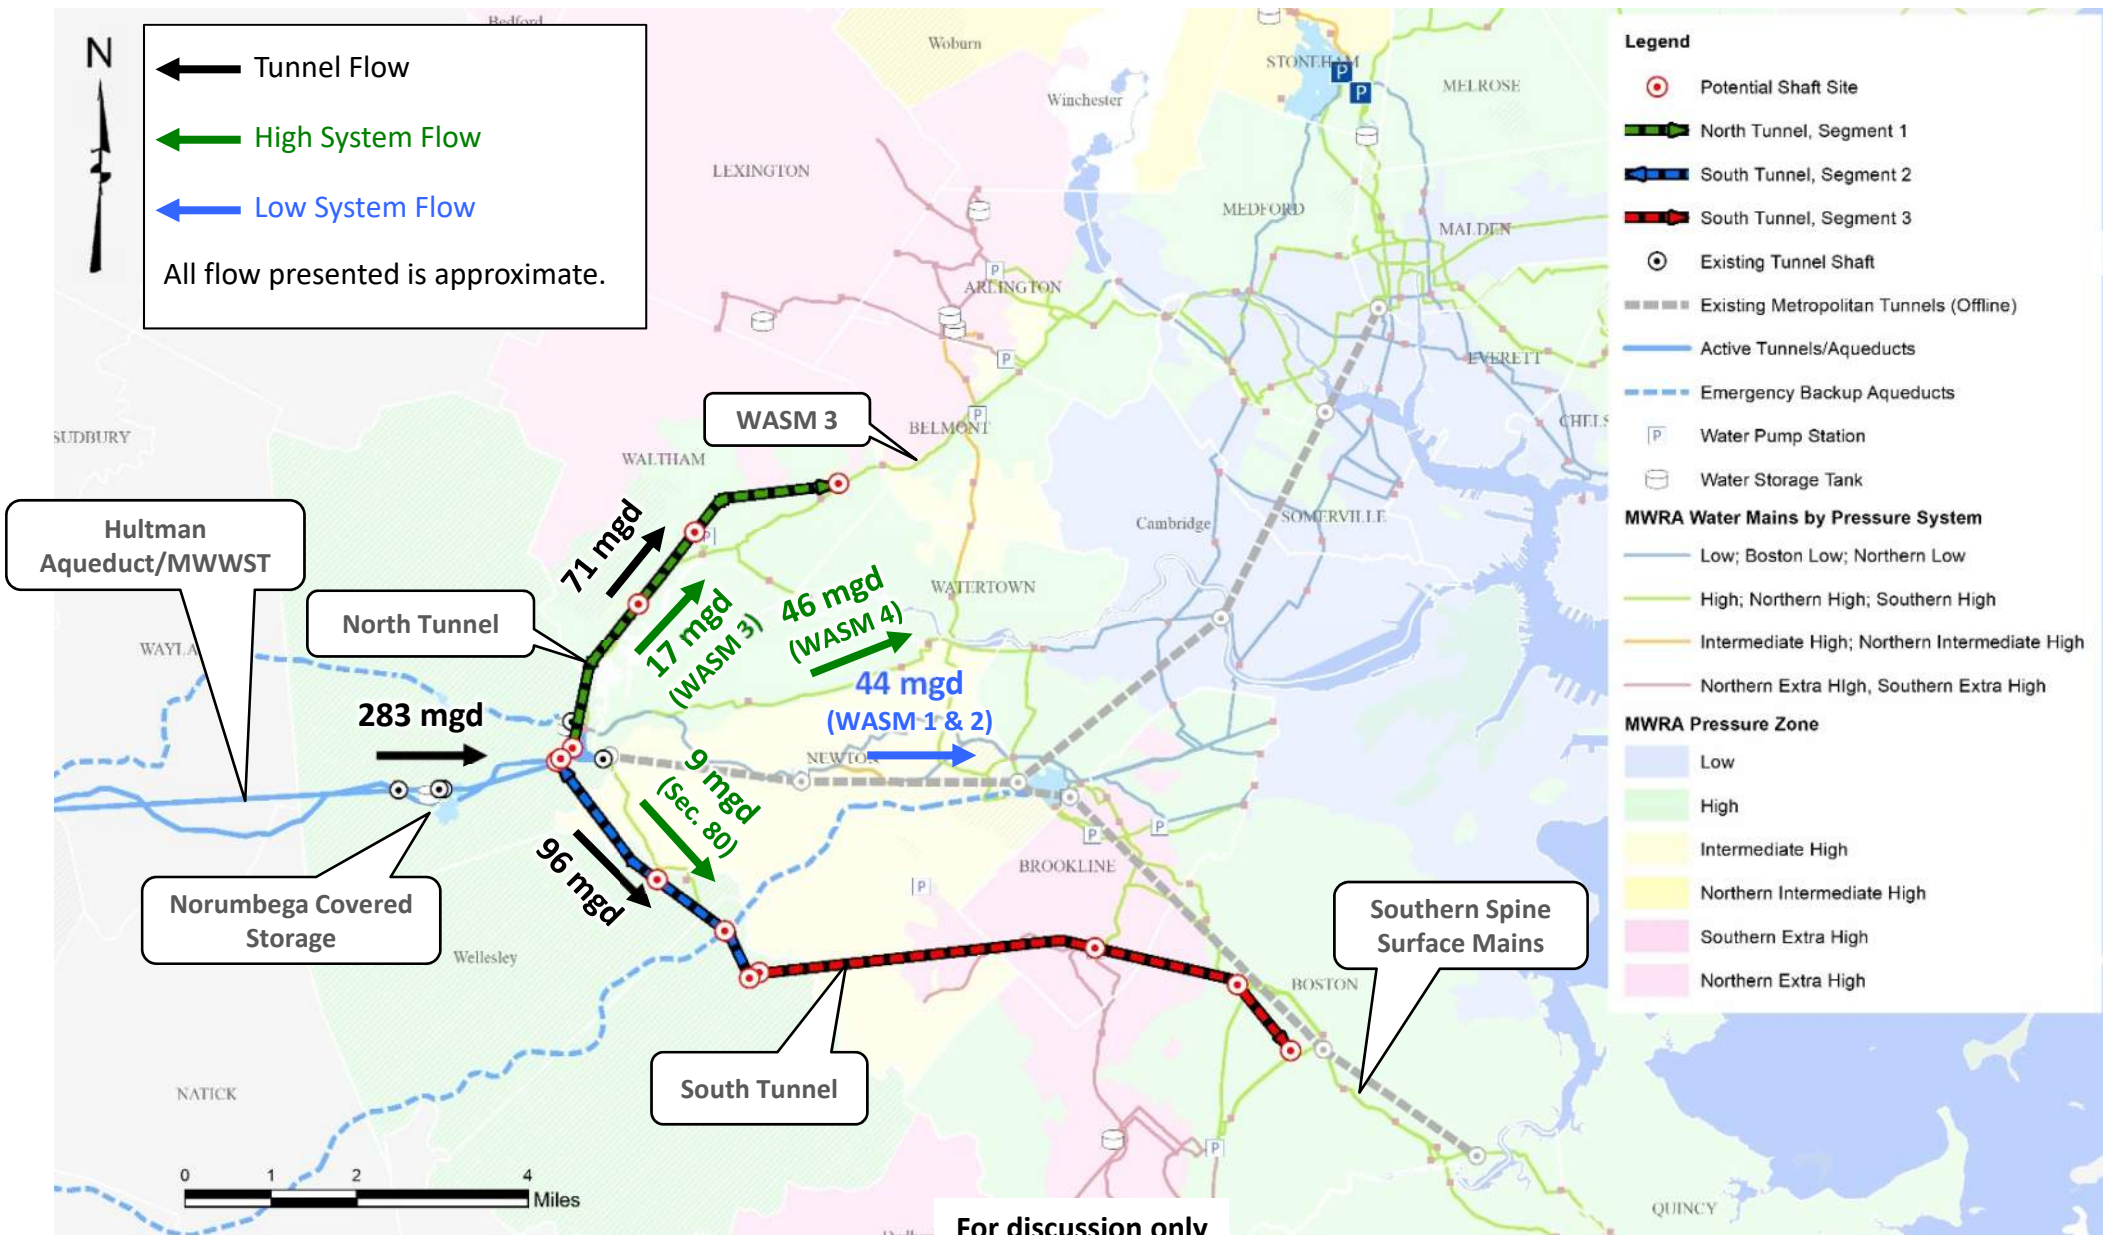 Bedford
N
Tunnel Flow
High System Flow
Low System Flow
All flow presented is approximate.
Woburn
STONEHAM
P
P
MELROSE
Winchester
LEXINGTON
MEDFORD
MALDEN
P
ARLINGTON
P
EVERETT
SUDBURY
WASM 3
P
BELMONT
WALTHAM
Hultman
Aqueduct/MWWST
71 mgd
P
Cambridge
SOMERVILLE
North Tunnel
17 mgd
(WASM 3)
46 mgd
(WASM 4)
WATERTOWN
44 mgd
(WASM 1 & 2)
283 mgd
NEWTON
9 mgd
(Sec. 80)
96 mgd
P
P
BROOKLINE
P
Norumbega Covered
Storage
Wellesley
Southern Spine
Surface Mains
BOSTON
South Tunnel
NATICK
P
QUINCY
0 1 2 4
Miles
For discussion only
Legend
Potential Shaft Site
North Tunnel, Segment 1
South Tunnel, Segment 2
South Tunnel, Segment 3
Existing Tunnel Shaft
Existing Metropolitan Tunnels (Offline)
Active Tunnels/Aqueducts
Emergency Backup Aqueducts
P Water Pump Station
Water Storage Tank
MWRA Water Mains by Pressure System
Low; Boston Low; Northern Low
High; Northern High; Southern High
Intermediate High; Northern Intermediate High
Northern Extra HIgh, Southern Extra High
MWRA Pressure Zone
Low
High
Intermediate High
Northern Intermediate High
Southern Extra High
Northern Extra High